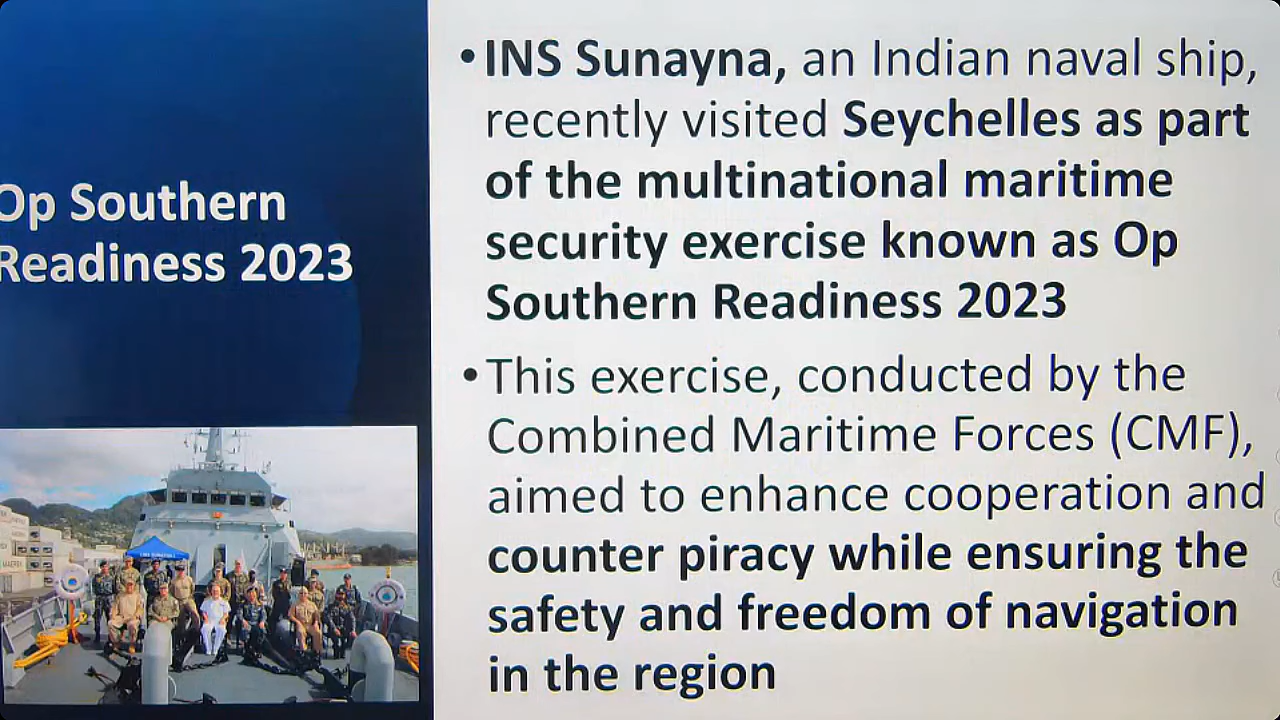 Op Southern
Readiness 2023
• INS Sunayna, an Indian naval ship,
recently visited Seychelles as part
of the multinational maritime
security exercise known as Op
Southern Readiness 2023
• This exercise, conducted by the
Combined Maritime Forces (CMF),
aimed to enhance cooperation and
counter piracy while ensuring the
safety and freedom of navigation
in the region